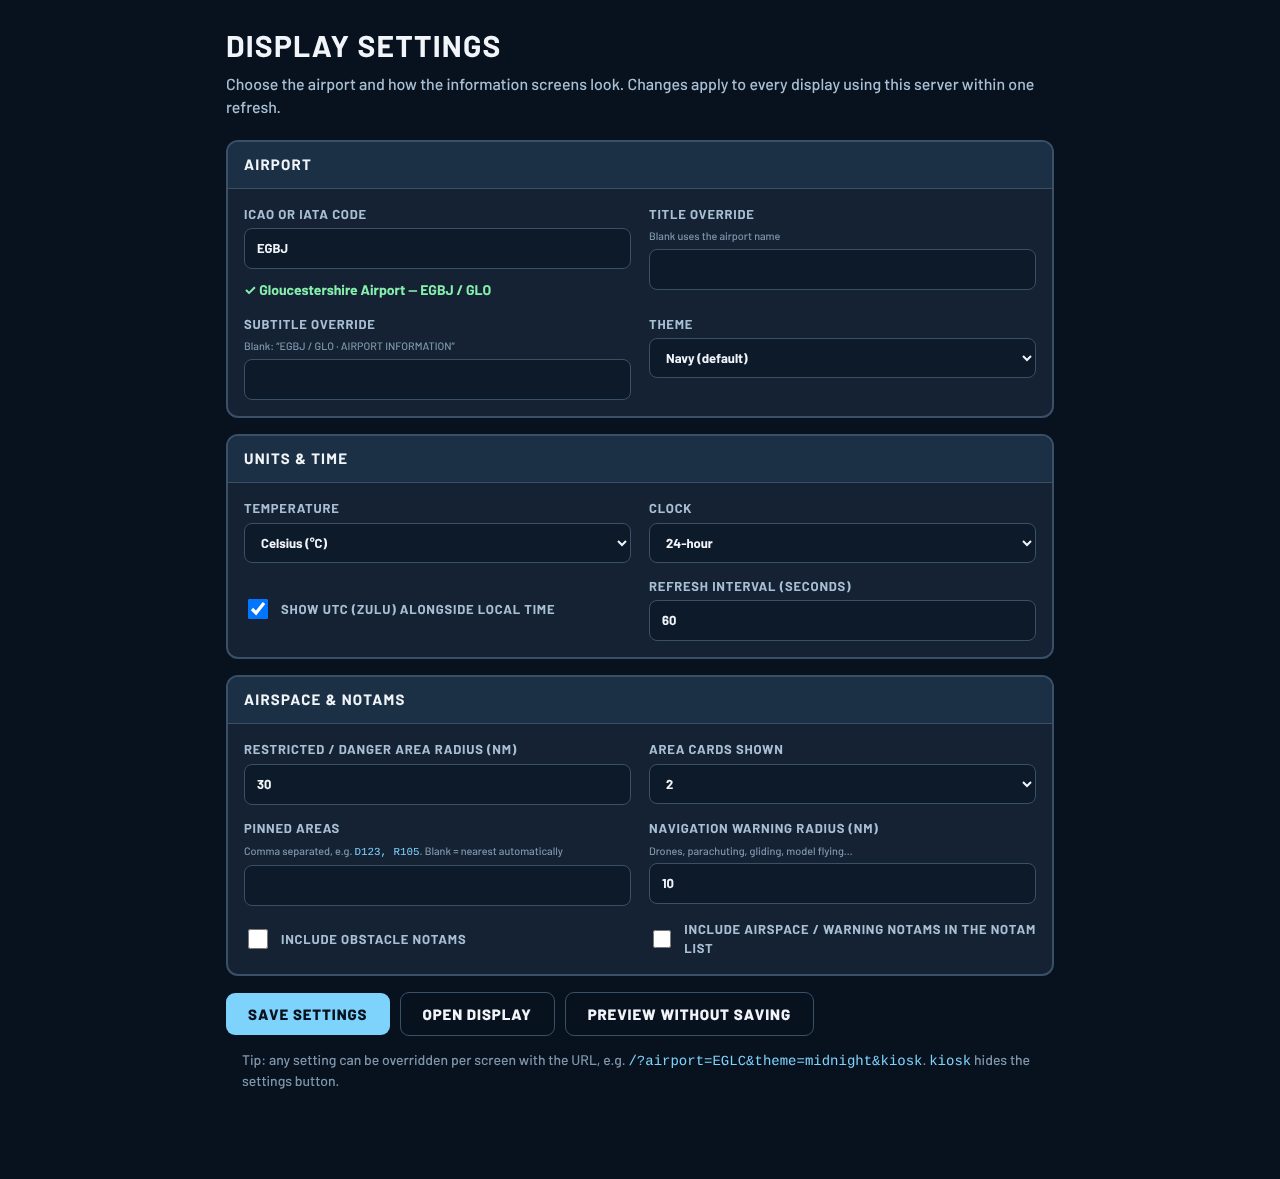 DISPLAY SETTINGS
Choose the airport and how the information screens look. Changes apply to every display using this server within one
refresh.
AIRPORT
ICAO OR IATA CODE
EGBJ
✓ Gloucestershire Airport — EGBJ / GLO
TITLE OVERRIDE
Blank uses the airport name
SUBTITLE OVERRIDE
Blank: "EGBJ / GLO · AIRPORT INFORMATION"
THEME
Navy (default)
UNITS & TIME
TEMPERATURE
Celsius (°C)
CLOCK
24-hour
SHOW UTC (ZULU) ALONGSIDE LOCAL TIME
REFRESH INTERVAL (SECONDS)
60
AIRSPACE & NOTAMS
RESTRICTED / DANGER AREA RADIUS (NM)
30
AREA CARDS SHOWN
2
PINNED AREAS
Comma separated, e.g. D123, R105. Blank = nearest automatically
NAVIGATION WARNING RADIUS (NM)
Drones, parachuting, gliding, model flying…
10
INCLUDE OBSTACLE NOTAMS
INCLUDE AIRSPACE / WARNING NOTAMS IN THE NOTAM
LIST
SAVE SETTINGS
OPEN DISPLAY
PREVIEW WITHOUT SAVING
Tip: any setting can be overridden per screen with the URL, e.g. /?airport=EGLC&theme=midnight&kiosk. kiosk hides the
settings button.